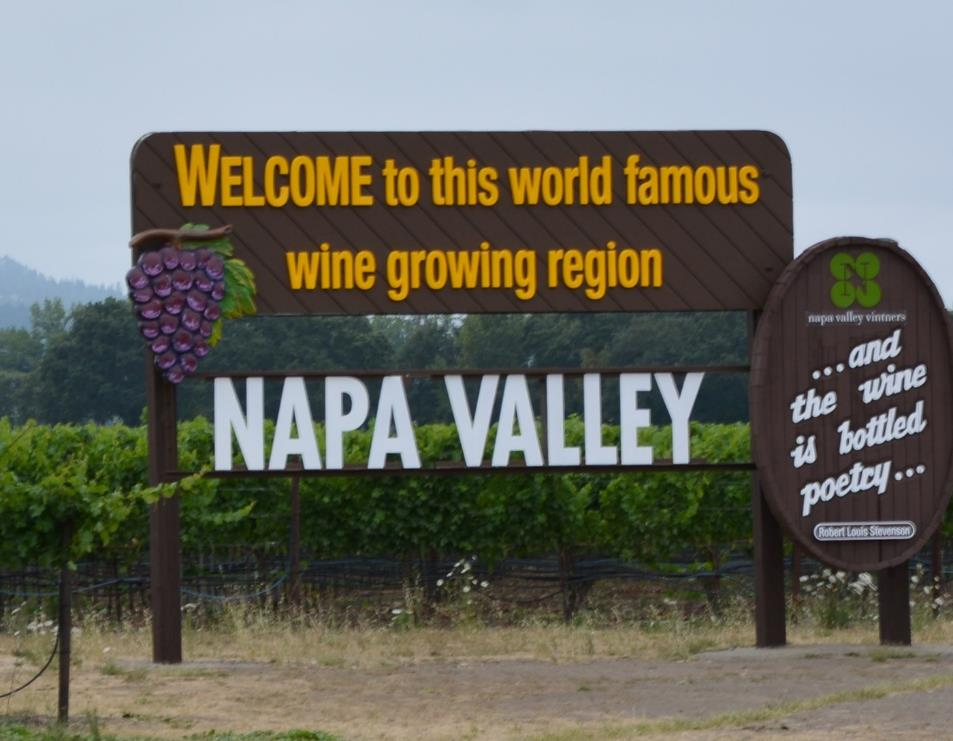 WELCOME to this world famous
wine growing region
NAPA VALLEY
N
napa valley vintners
...and
the wine
is bottled
poetry...
Robert Louis Stevenson